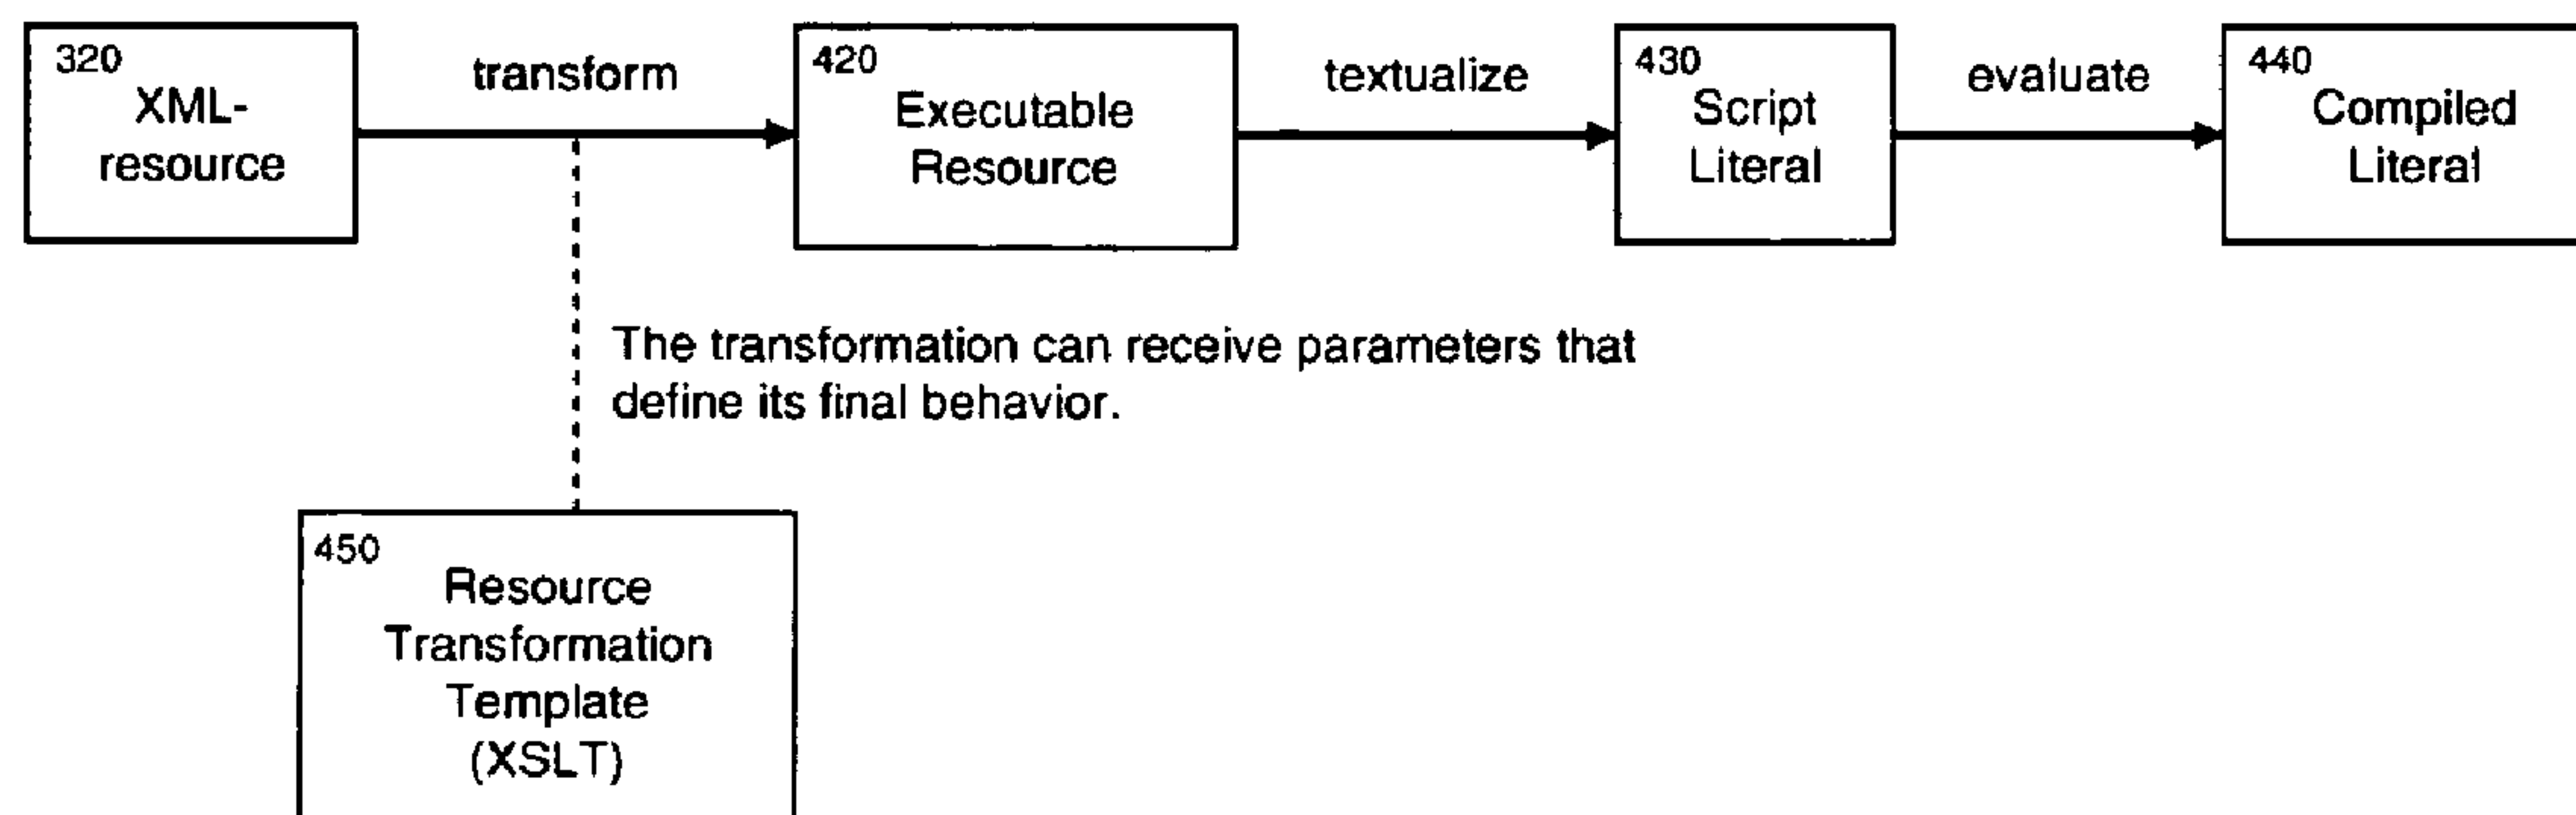 320
XML-
resource
transform
420
Executable
Resource
textualize
430
Script
Literal
evaluate
440
Compiled
Literal
The transformation can receive parameters that
define its final behavior.
450
Resource
Transformation
Template
(XSLT)